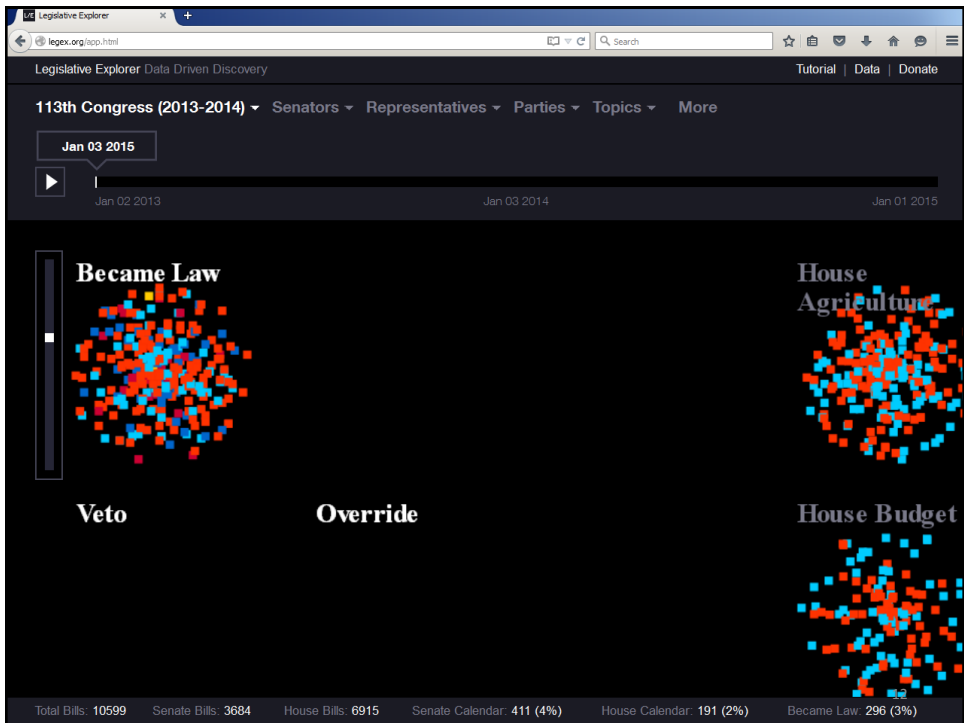 L/E Legislative Explorer × +
legex.org/app.html Search
Legislative Explorer Data Driven Discovery Tutorial | Data | Donate
113th Congress (2013-2014) Senators Representatives Parties Topics More
Jan 03 2015
Jan 02 2013 Jan 03 2014 Jan 01 2015
Became Law House
Agriculture
Veto Override House Budget
12
Total Bills: 10599 Senate Bills: 3684 House Bills: 6915 Senate Calendar: 411 (4%) House Calendar: 191 (2%) Became Law: 296 (3%)